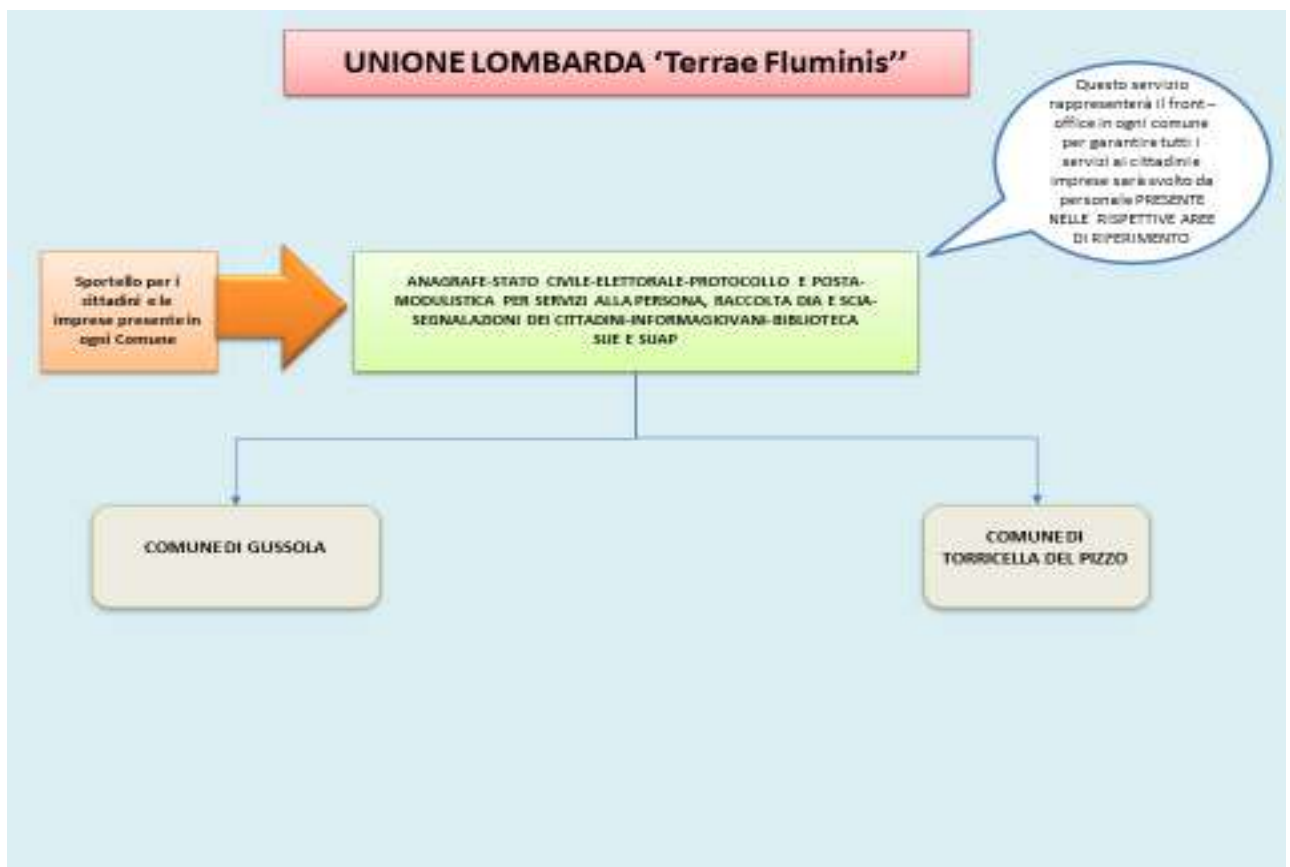 UNIONE LOMBARDA ‘Terrae Fluminis’’
Questo servizio
rappresenterà il front–
office in ogni comune
per garantire tutti i
servizi ai cittadini e
imprese sarà svolto da
personale PRESENTE
NELLE RISPETTIVE AREE
DI RIFERIMENTO
Sportello per i
cittadini e le
imprese presente in
ogni Comune
ANAGRAFE-STATO CIVILE-ELETTORALE-PROTOCOLLO E POSTA-
MODULISTICA PER SERVIZI ALLA PERSONA, RACCOLTA DIA E SCIA-
SEGNALAZIONI DEI CITTADINI-INFORMAGIOVANI-BIBLIOTECA
SUE E SUAP
COMUNE DI GUSSOLA
COMUNE DI
TORRICELLA DEL PIZZO